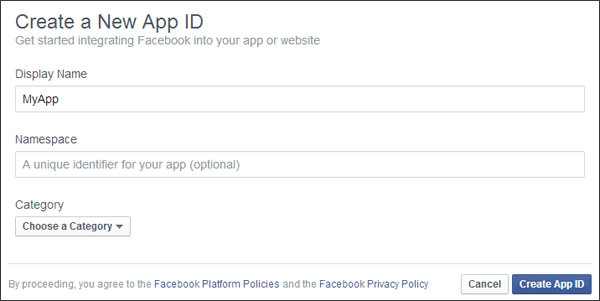 Create a New App ID
Get started integrating Facebook into your app or website
Display Name
MyApp
Namespace
A unique identifier for your app (optional)
Category
Choose a Category
By proceeding, you agree to the Facebook Platform Policies and the Facebook Privacy Policy
Cancel
Create App ID